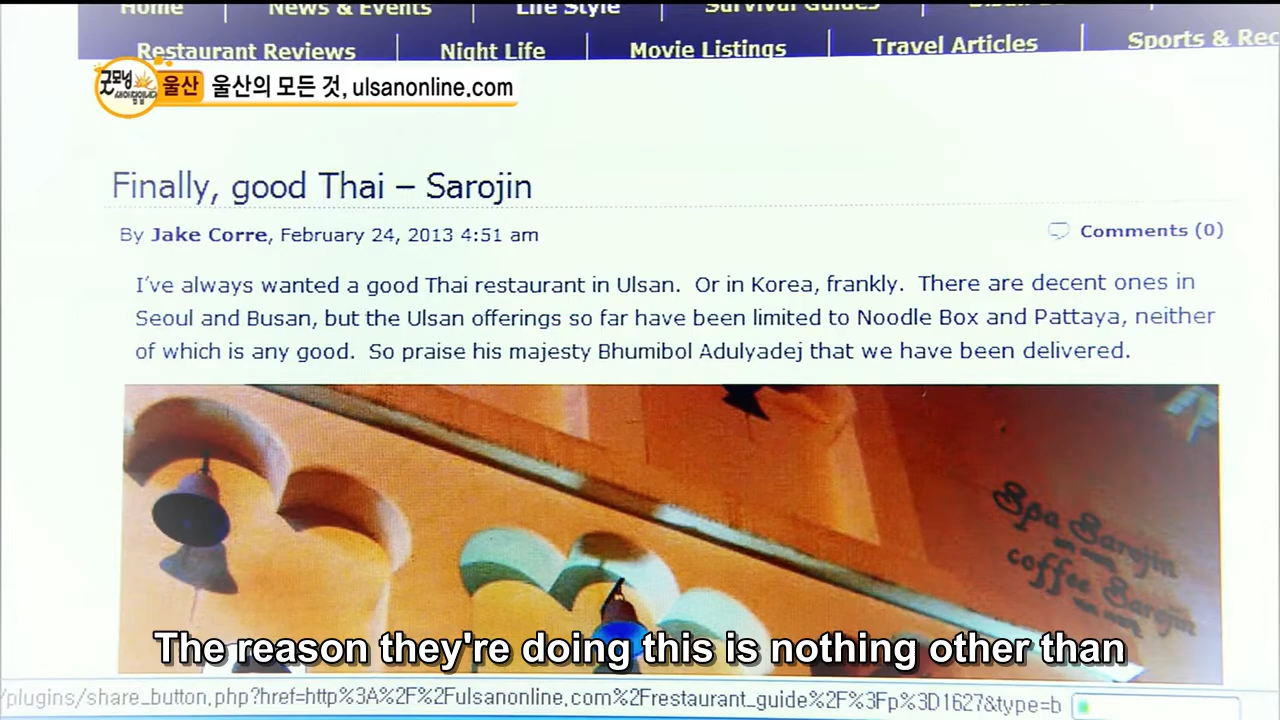 Home News & Events Life Style Survival Guides
Restaurant Reviews Night Life Movie Listings Travel Articles Sports & Rec
굿모닝
울산 울산의 모든 것, ulsanonline.com
Finally, good Thai – Sarojin
By Jake Corre, February 24, 2013 4:51 am Comments (0)
I've always wanted a good Thai restaurant in Ulsan. Or in Korea, frankly. There are decent ones in
Seoul and Busan, but the Ulsan offerings so far have been limited to Noodle Box and Pattaya, neither
of which is any good. So praise his majesty Bhumibol Adulyadej that we have been delivered.
Spa Sarojin
coffee Sarojin
The reason they're doing this is nothing other than
/plugins/share_button.php?href=http%3A%2F%2Fulsanonline.com%2Frestaurant_guide%2F%3Fp%3D1627&type=b